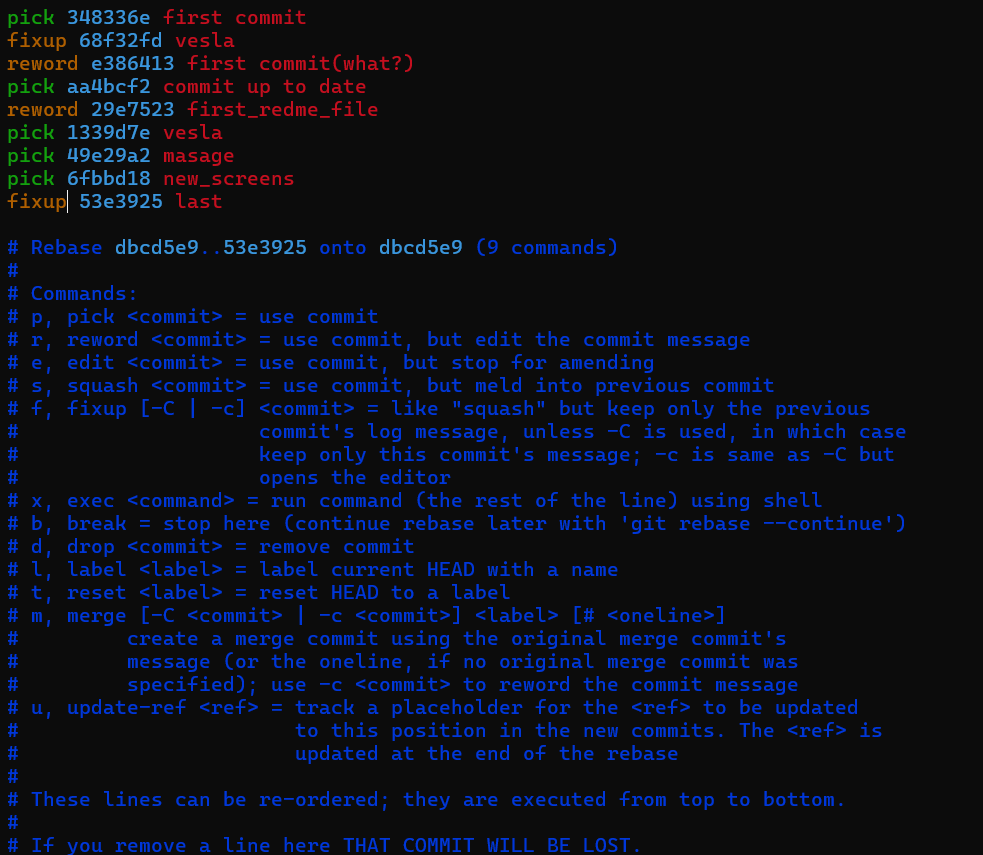 pick 348336e first commit
fixup 68f32fd vesla
reword e386413 first commit(what?)
pick aa4bcf2 commit up to date
reword 29e7523 first_redme_file
pick 1339d7e vesla
pick 49e29a2 masage
pick 6fbbd18 new_screens
fixup 53e3925 last
# Rebase dbcd5e9..53e3925 onto dbcd5e9 (9 commands)
#
# Commands:
# p, pick <commit> = use commit
# r, reword <commit> = use commit, but edit the commit message
# e, edit <commit> = use commit, but stop for amending
# s, squash <commit> = use commit, but meld into previous commit
# f, fixup [-C | -c] <commit> = like "squash" but keep only the previous
#                    commit's log message, unless -C is used, in which case
#                    keep only this commit's message; -c is same as -C but
#                    opens the editor
# x, exec <command> = run command (the rest of the line) using shell
# b, break = stop here (continue rebase later with 'git rebase --continue')
# d, drop <commit> = remove commit
# l, label <label> = label current HEAD with a name
# t, reset <label> = reset HEAD to a label
# m, merge [-C <commit> | -c <commit>] <label> [# <oneline>]
#         create a merge commit using the original merge commit's
#         message (or the oneline, if no original merge commit was
#         specified); use -c <commit> to reword the commit message
# u, update-ref <ref> = track a placeholder for the <ref> to be updated
#                       to this position in the new commits. The <ref> is
#                       updated at the end of the rebase
#
# These lines can be re-ordered; they are executed from top to bottom.
#
# If you remove a line here THAT COMMIT WILL BE LOST.